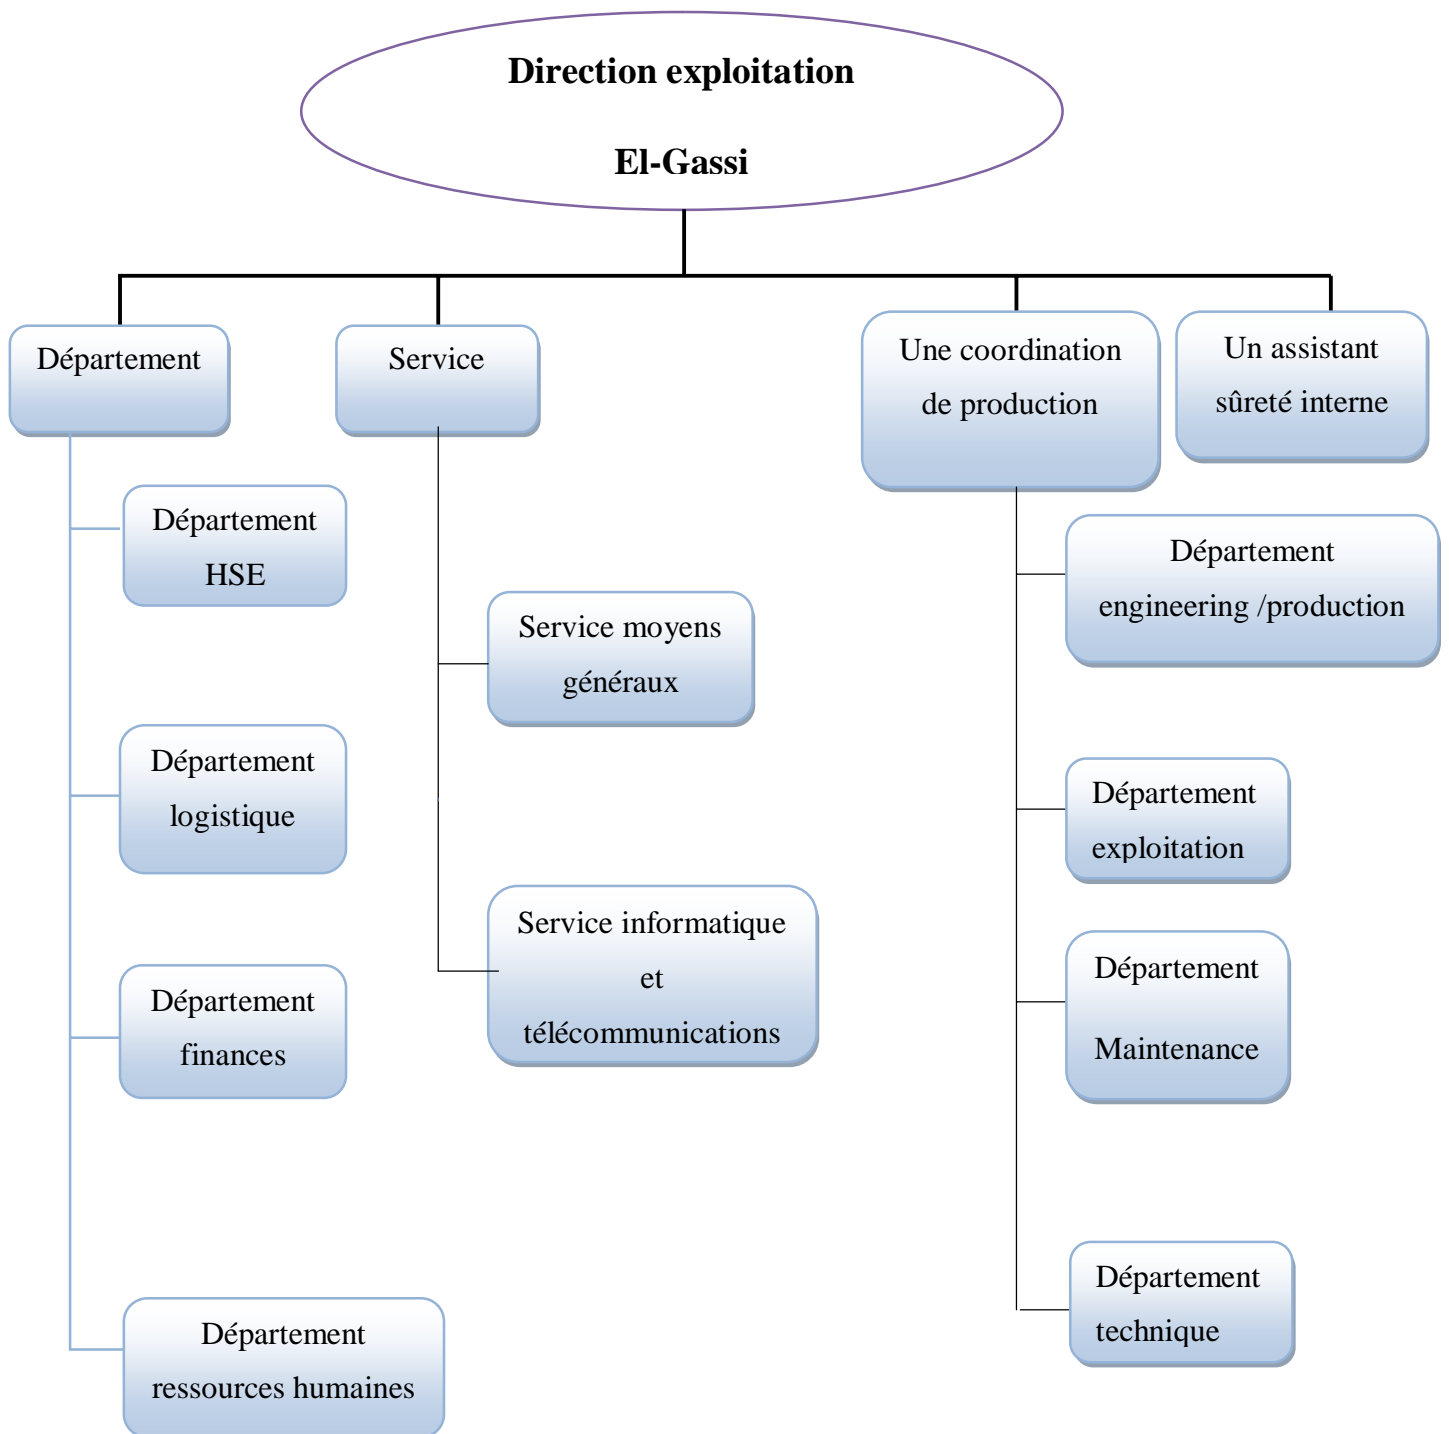 Direction exploitation
El-Gassi
Département
Service
Une coordination
de production
Un assistant
sûreté interne
Département
HSE
Département
logistique
Département
finances
Département
ressources humaines
Service moyens
généraux
Service informatique
et
télécommunications
Département
engineering /production
Département
exploitation
Département
Maintenance
Département
technique